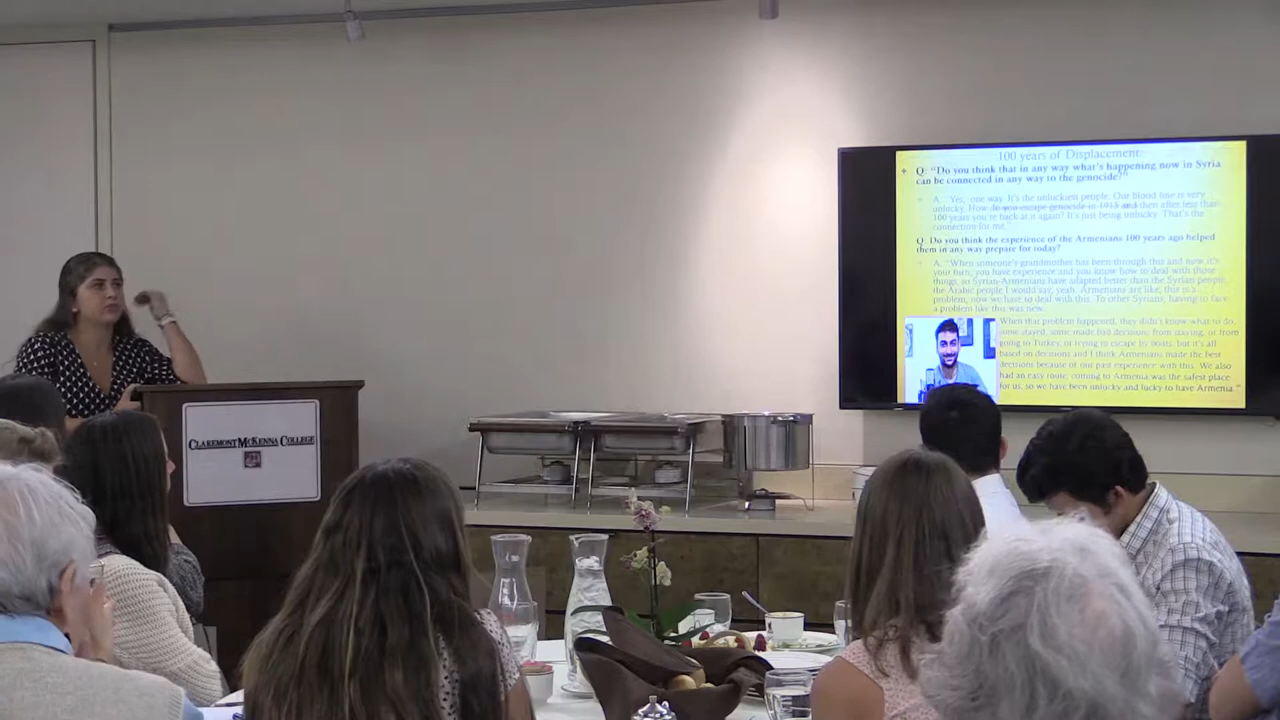 CLAREMONT MCKENNA COLLEGE
100 years of Displacement
Q: "Do you think that in any way what's happening now in Syria
can be connected in any way to the genocide?"
A. "Yes, one way. It's the unluckiest people. Our blood line is very
unlucky. How do you escape genocide in 1915 and then after less than
100 years you're back at it again? It's just being unlucky. That's the
connection for me."
Q. Do you think the experience of the Armenians 100 years ago helped
them in any way prepare for today?
A. "When someone's grandmother has been through this and now it's
your turn, you have experience and you know how to deal with those
things, so Syrian-Armenians have adapted better than the Syrian people,
the Arabic people I would say, yeah. Armenians are like, this is a
problem, now we have to deal with this. To other Syrians, having to face
a problem like this was new.
When that problem happened, they didn't know what to do,
some stayed, some made bad decisions from staying, or from
going to Turkey, or trying to escape by boats, but it's all
based on decisions and I think Armenians made the best
decisions because of our past experience with this. We also
had an easy route, coming to Armenia was the safest place
for us, so we have been unlucky and lucky to have Armenia."